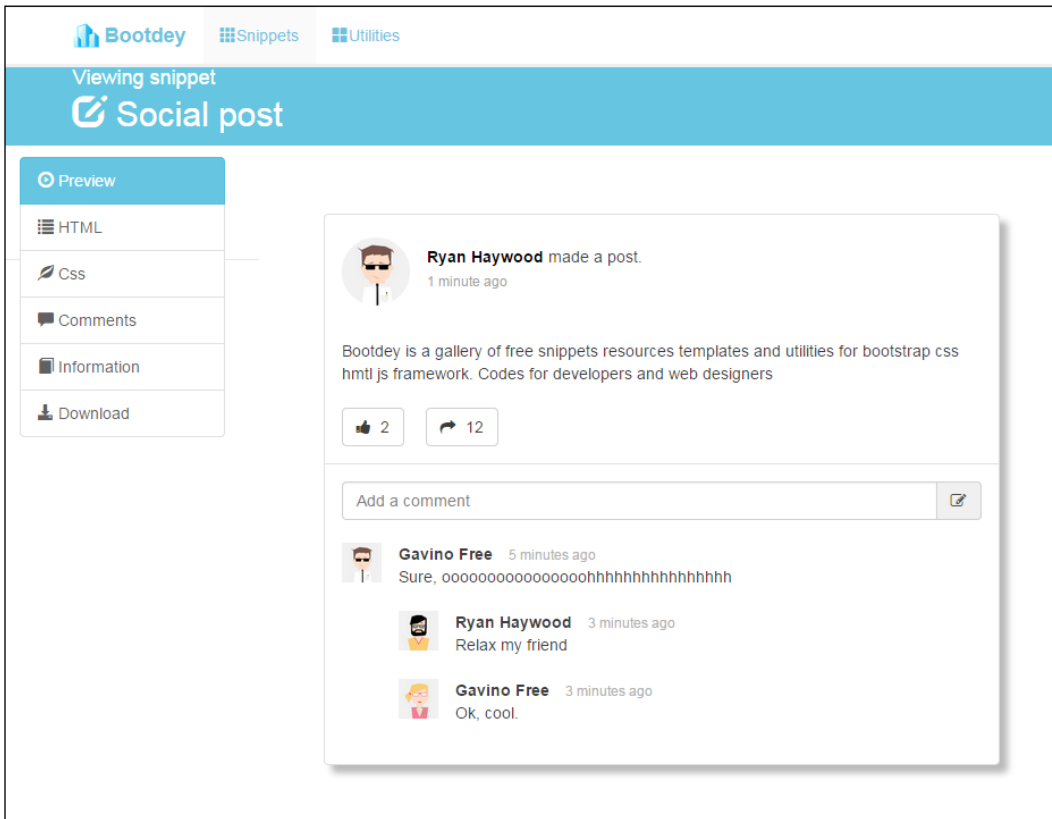 Bootdey Snippets Utilities
Viewing snippet
Social post
Preview
HTML
Css
Comments
Information
Download
Ryan Haywood made a post.
1 minute ago
Bootdey is a gallery of free snippets resources templates and utilities for bootstrap css
hmtl js framework. Codes for developers and web designers
2 12
Add a comment
Gavino Free 5 minutes ago
Sure, oooooooooooooooohhhhhhhhhhhhhhhh
Ryan Haywood 3 minutes ago
Relax my friend
Gavino Free 3 minutes ago
Ok, cool.